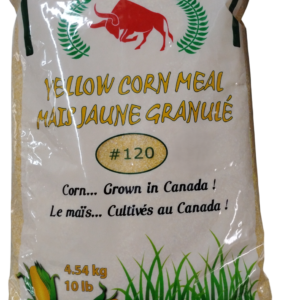 YELLOW CORN MEAL
MAÏS JAUNE GRANULÉ
#120
Corn... Grown in Canada !
Le maïs... Cultivés au Canada !
4.54 kg
10 lb